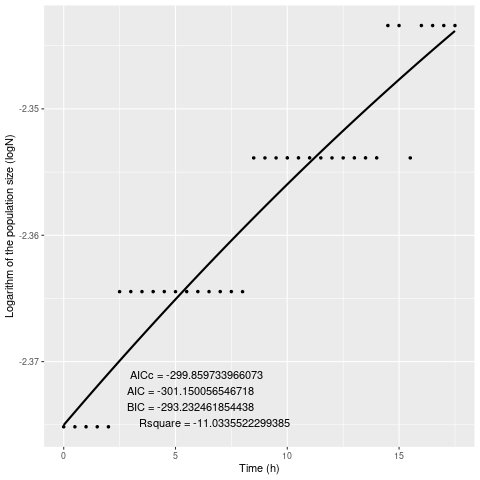 -2.35
-2.36
-2.37
Logarithm of the population size (logN)
AICc = -299.859733966073
AIC = -301.150056546718
BIC = -293.232461854438
Rsquare = -11.0335522299385
0 5 10 15
Time (h)